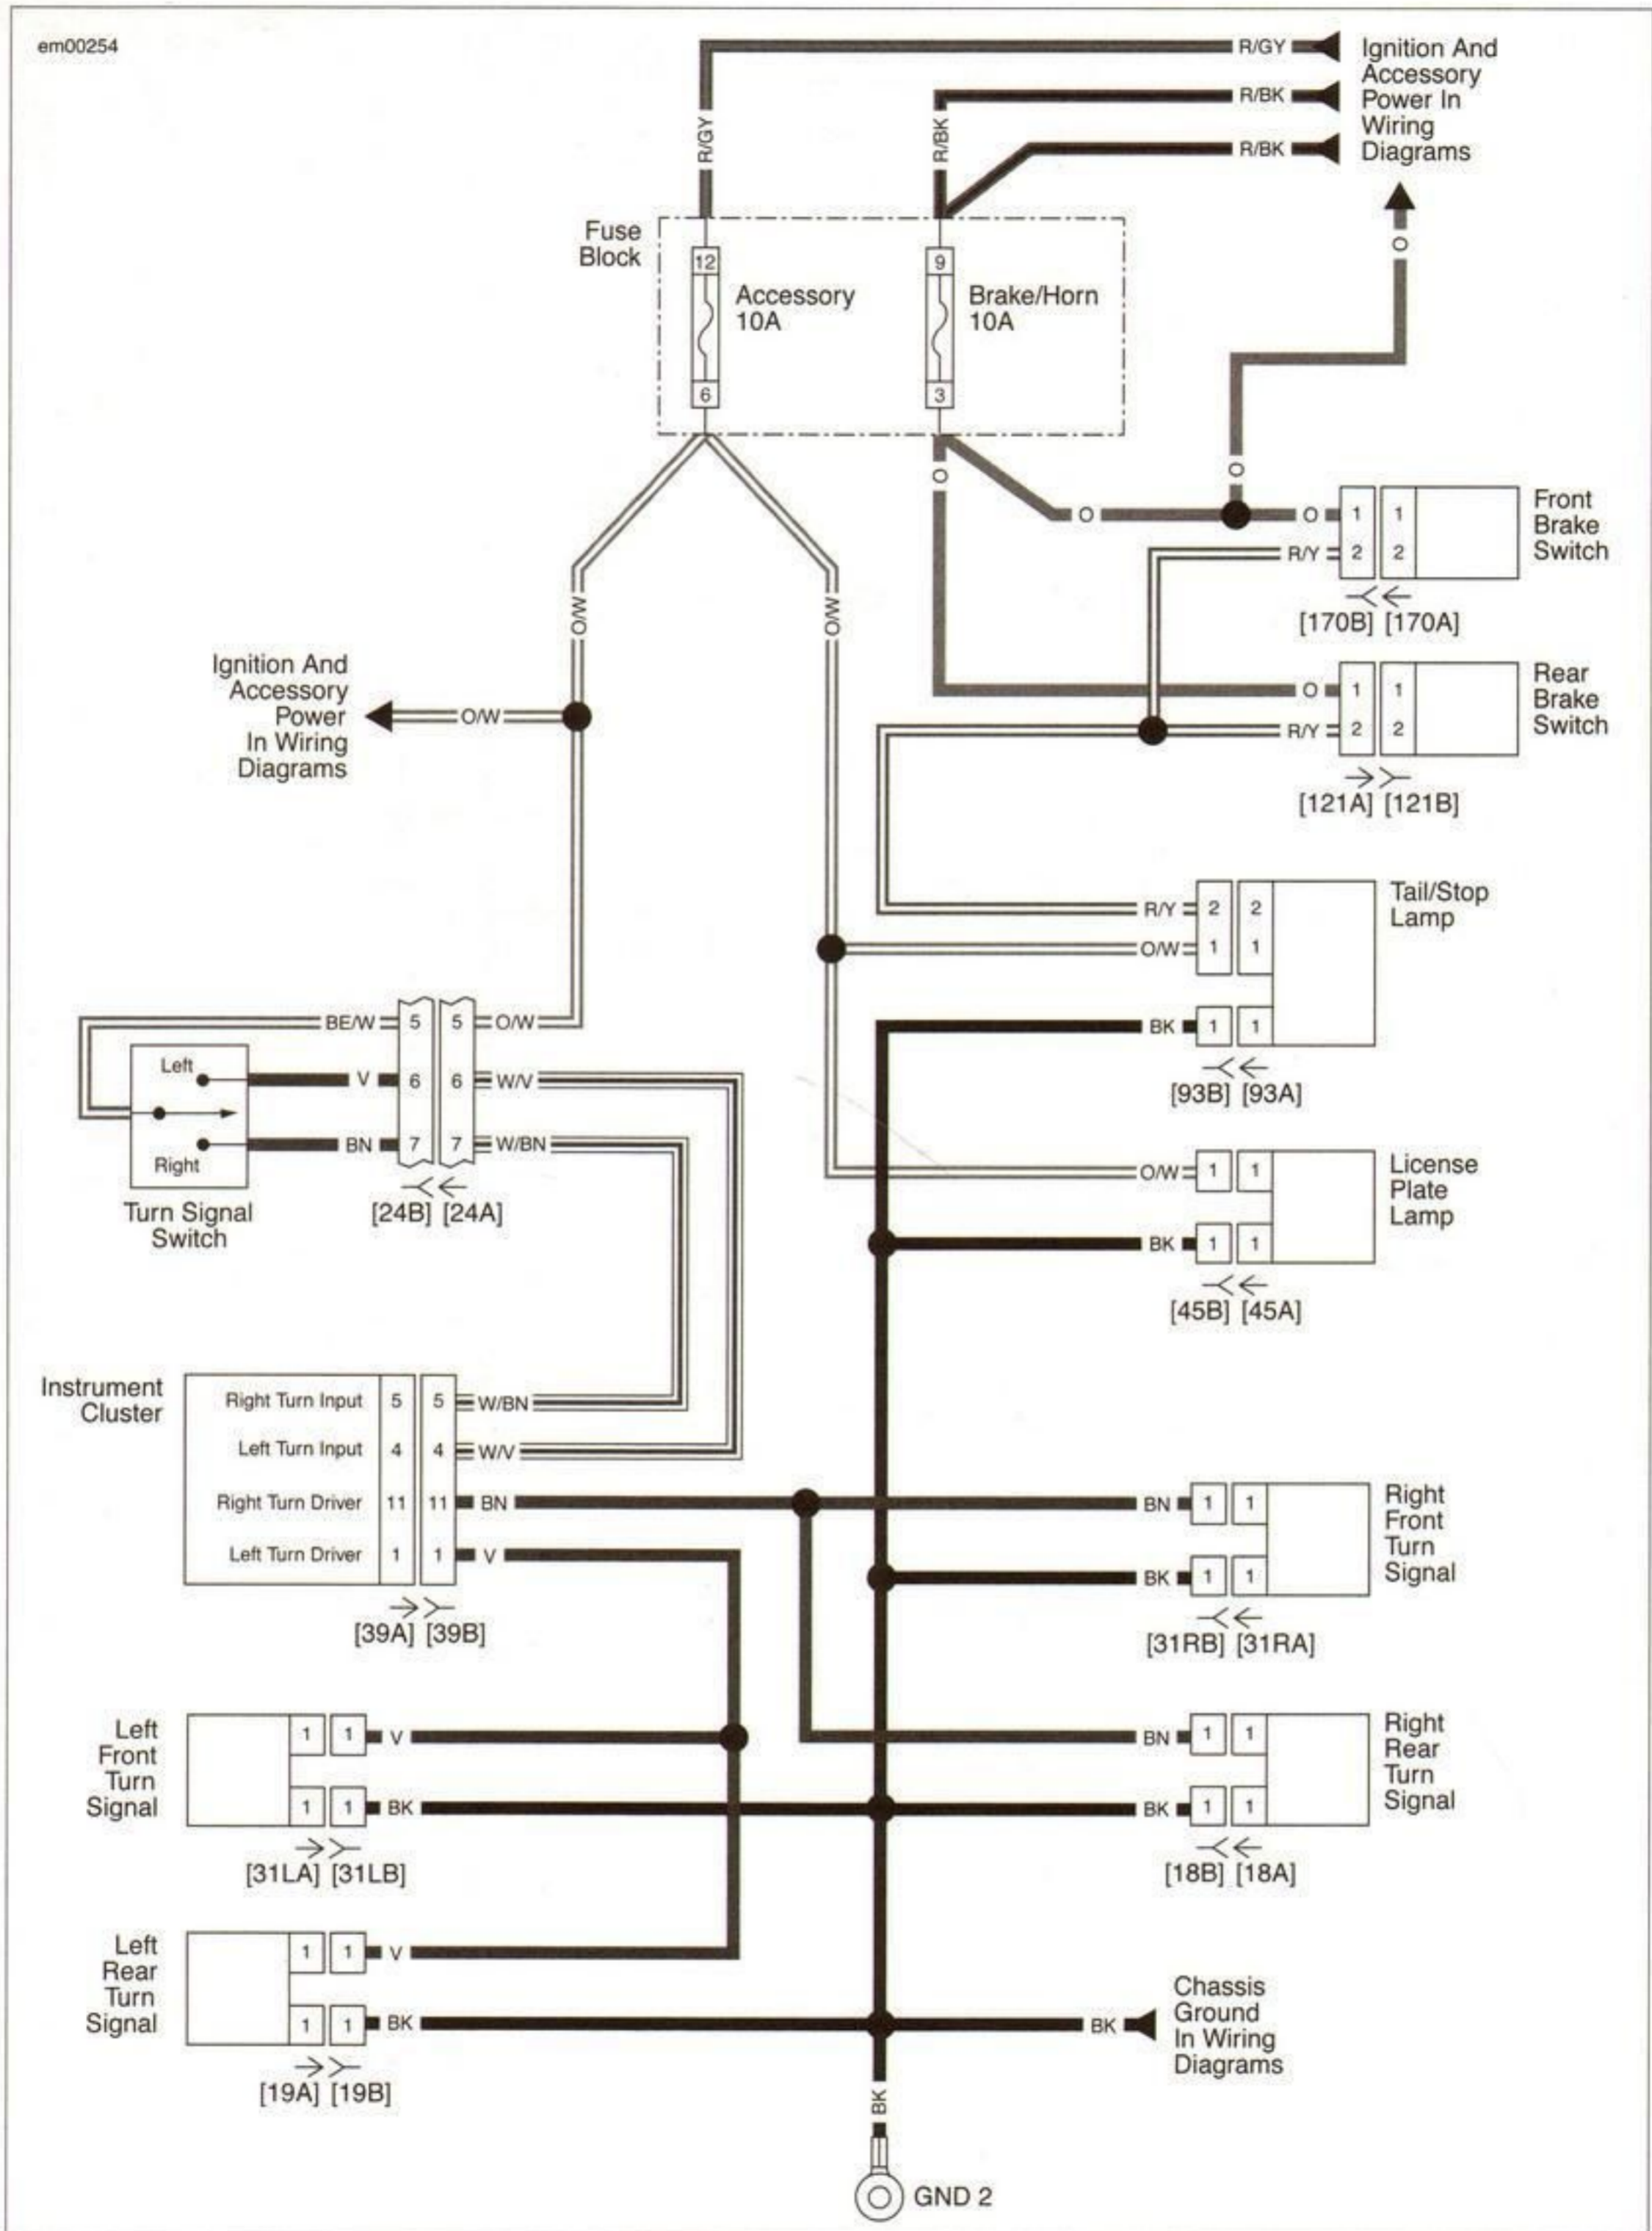 em00254
R/GY
Ignition And
Accessory
Power In
Wiring
Diagrams
R/BK
R/BK
R/GY
R/BK
O
Fuse
Block
12
Accessory
10A
6
9
Brake/Horn
10A
3
O
O
O
O
1
1
R/Y
2
2
Front
Brake
Switch
[170B] [170A]
O/W
O/W
Ignition And
Accessory
Power
In Wiring
Diagrams
O/W
O
1
1
R/Y
2
2
Rear
Brake
Switch
[121A] [121B]
R/Y
2
2
O/W
1
1
BK
1
1
Tail/Stop
Lamp
[93B] [93A]
BE/W
5
5
O/W
Left
V
6
6
W/V
BN
7
7
W/BN
Right
Turn Signal
Switch
[24B] [24A]
O/W
1
1
BK
1
1
License
Plate
Lamp
[45B] [45A]
Instrument
Cluster
Right Turn Input
5
5
W/BN
Left Turn Input
4
4
W/V
Right Turn Driver
11
11
BN
Left Turn Driver
1
1
V
[39A] [39B]
BN
1
1
BK
1
1
Right
Front
Turn
Signal
[31RB] [31RA]
Left
Front
Turn
Signal
1
1
V
1
1
BK
[31LA] [31LB]
BN
1
1
BK
1
1
Right
Rear
Turn
Signal
[18B] [18A]
Left
Rear
Turn
Signal
1
1
V
1
1
BK
[19A] [19B]
BK
Chassis
Ground
In Wiring
Diagrams
BK
GND 2